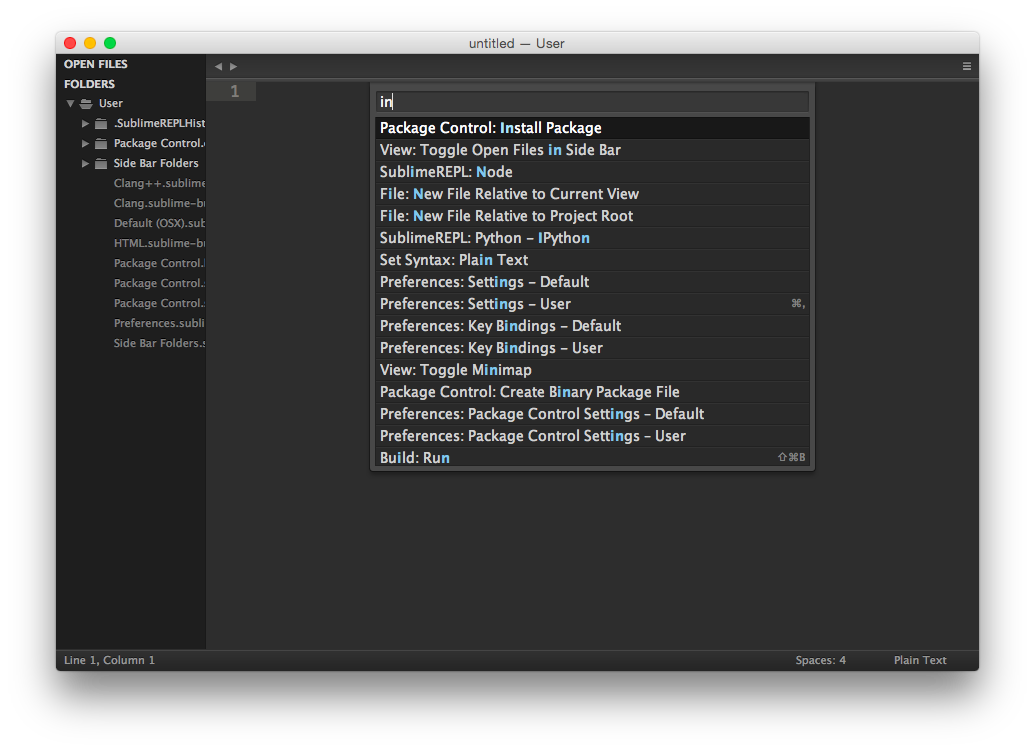 untitled — User
OPEN FILES
FOLDERS
User
.SublimeREPLHist
Package Control.
Side Bar Folders
Clang++.sublime
Clang.sublime-bu
Default (OSX).sub
HTML.sublime-bu
Package Control.
Package Control.
Package Control.
Preferences.subli
Side Bar Folders.s
1
in
Package Control: Install Package
View: Toggle Open Files in Side Bar
SublimeREPL: Node
File: New File Relative to Current View
File: New File Relative to Project Root
SublimeREPL: Python – IPython
Set Syntax: Plain Text
Preferences: Settings – Default
Preferences: Settings – User ⌘,
Preferences: Key Bindings – Default
Preferences: Key Bindings – User
View: Toggle Minimap
Package Control: Create Binary Package File
Preferences: Package Control Settings – Default
Preferences: Package Control Settings – User
Build: Run ⇧⌘B
Line 1, Column 1
Spaces: 4
Plain Text